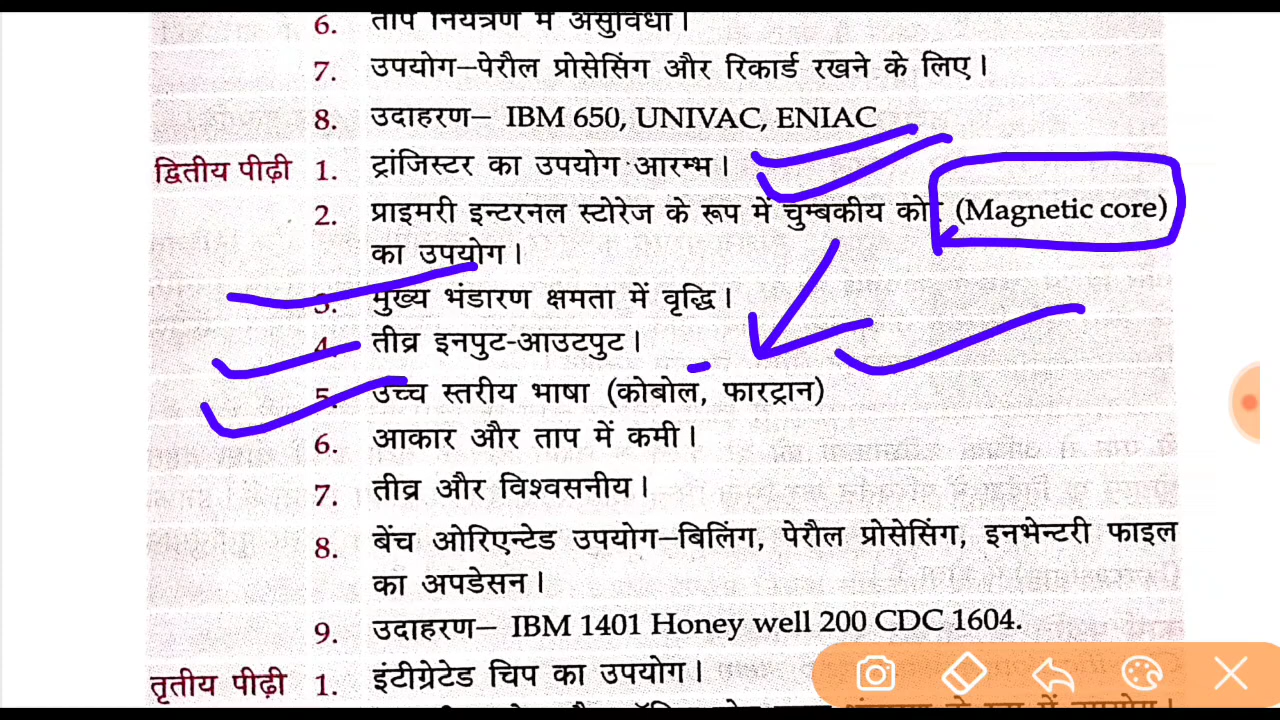 6. ताप नियंत्रण में असुविधा।
7. उपयोग–पेरौल प्रोसेसिंग और रिकार्ड रखने के लिए।
8. उदाहरण– IBM 650, UNIVAC, ENIAC
द्वितीय पीढ़ी 1. ट्रांजिस्टर का उपयोग आरम्भ।
2. प्राइमरी इन्टरनल स्टोरेज के रूप में चुम्बकीय कोर (Magnetic core)
का उपयोग।
3. मुख्य भंडारण क्षमता में वृद्धि।
4. तीव्र इनपुट-आउटपुट।
5. उच्च स्तरीय भाषा (कोबोल, फारट्रान)
6. आकार और ताप में कमी।
7. तीव्र और विश्वसनीय।
8. बेंच ओरिएन्टेड उपयोग–बिलिंग, पेरौल प्रोसेसिंग, इनभेन्टरी फाइल
का अपडेसन।
9. उदाहरण– IBM 1401 Honey well 200 CDC 1604.
तृतीय पीढ़ी 1. इंटीग्रेटेड चिप का उपयोग।